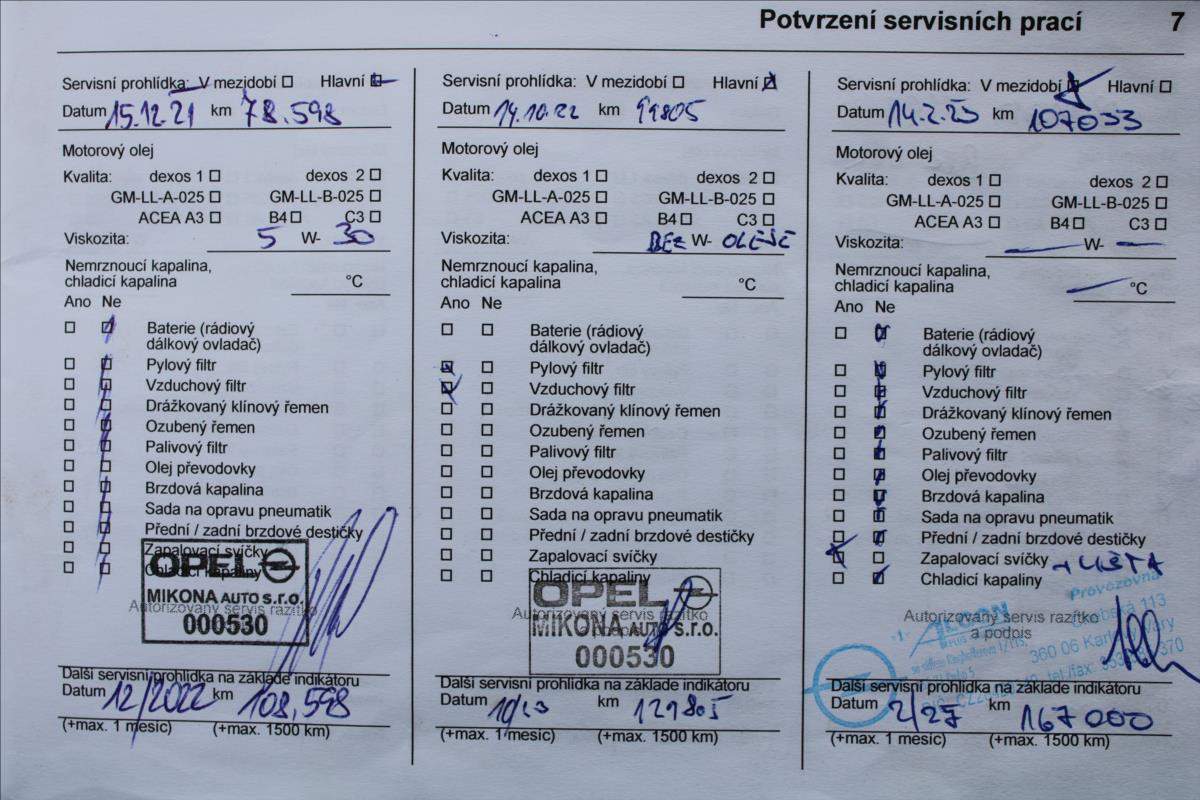 Potvrzení servisních prací 7
Servisní prohlídka: V mezidobí Hlavní
Datum 15.12.21 km 78.598
Motorový olej
Kvalita: dexos 1 dexos 2
GM-LL-A-025 GM-LL-B-025
ACEA A3 B4 C3
Viskozita: 5 W- 30
Nemrznoucí kapalina,
chladicí kapalina °C
Ano Ne
Baterie (rádiový
dálkový ovladač)
Pylový filtr
Vzduchový filtr
Drážkovaný klínový řemen
Ozubený řemen
Palivový filtr
Olej převodovky
Brzdová kapalina
Sada na opravu pneumatik
Přední / zadní brzdové destičky
Zapalovací svíčky
Chladicí kapaliny
OPEL
MIKONA AUTO s.r.o.
Autorizovaný servis razítko
000530
Další servisní prohlídka na základě indikátoru
Datum 12/2022 km 108,598
(+max. 1 měsíc) (+max. 1500 km)
Servisní prohlídka: V mezidobí Hlavní
Datum 14.10.22 km 99805
Motorový olej
Kvalita: dexos 1 dexos 2
GM-LL-A-025 GM-LL-B-025
ACEA A3 B4 C3
Viskozita: BEZ W- OLEJE
Nemrznoucí kapalina,
chladicí kapalina °C
Ano Ne
Baterie (rádiový
dálkový ovladač)
Pylový filtr
Vzduchový filtr
Drážkovaný klínový řemen
Ozubený řemen
Palivový filtr
Olej převodovky
Brzdová kapalina
Sada na opravu pneumatik
Přední / zadní brzdové destičky
Zapalovací svíčky
Chladicí kapaliny
OPEL
Autorizovaný servis razítko
MIKONA AUTO s.r.o.
000530
Další servisní prohlídka na základě indikátoru
Datum 10/23 km 129805
(+max. 1 měsíc) (+max. 1500 km)
Servisní prohlídka: V mezidobí Hlavní
Datum 14.2.25 km 107033
Motorový olej
Kvalita: dexos 1 dexos 2
GM-LL-A-025 GM-LL-B-025
ACEA A3 B4 C3
Viskozita: — W- —
Nemrznoucí kapalina,
chladicí kapalina — °C
Ano Ne
Baterie (rádiový
dálkový ovladač)
Pylový filtr
Vzduchový filtr
Drážkovaný klínový řemen
Ozubený řemen
Palivový filtr
Olej převodovky
Brzdová kapalina
Sada na opravu pneumatik
Přední / zadní brzdové destičky
Zapalovací svíčky
Chladicí kapaliny
Provozovna
Autorizovaný servis razítko
a podpis
113
360 06 Karlovy Vary
tel./fax:
Další servisní prohlídka na základě indikátoru
Datum 2/27 km 167000
(+max. 1 měsíc) (+max. 1500 km)